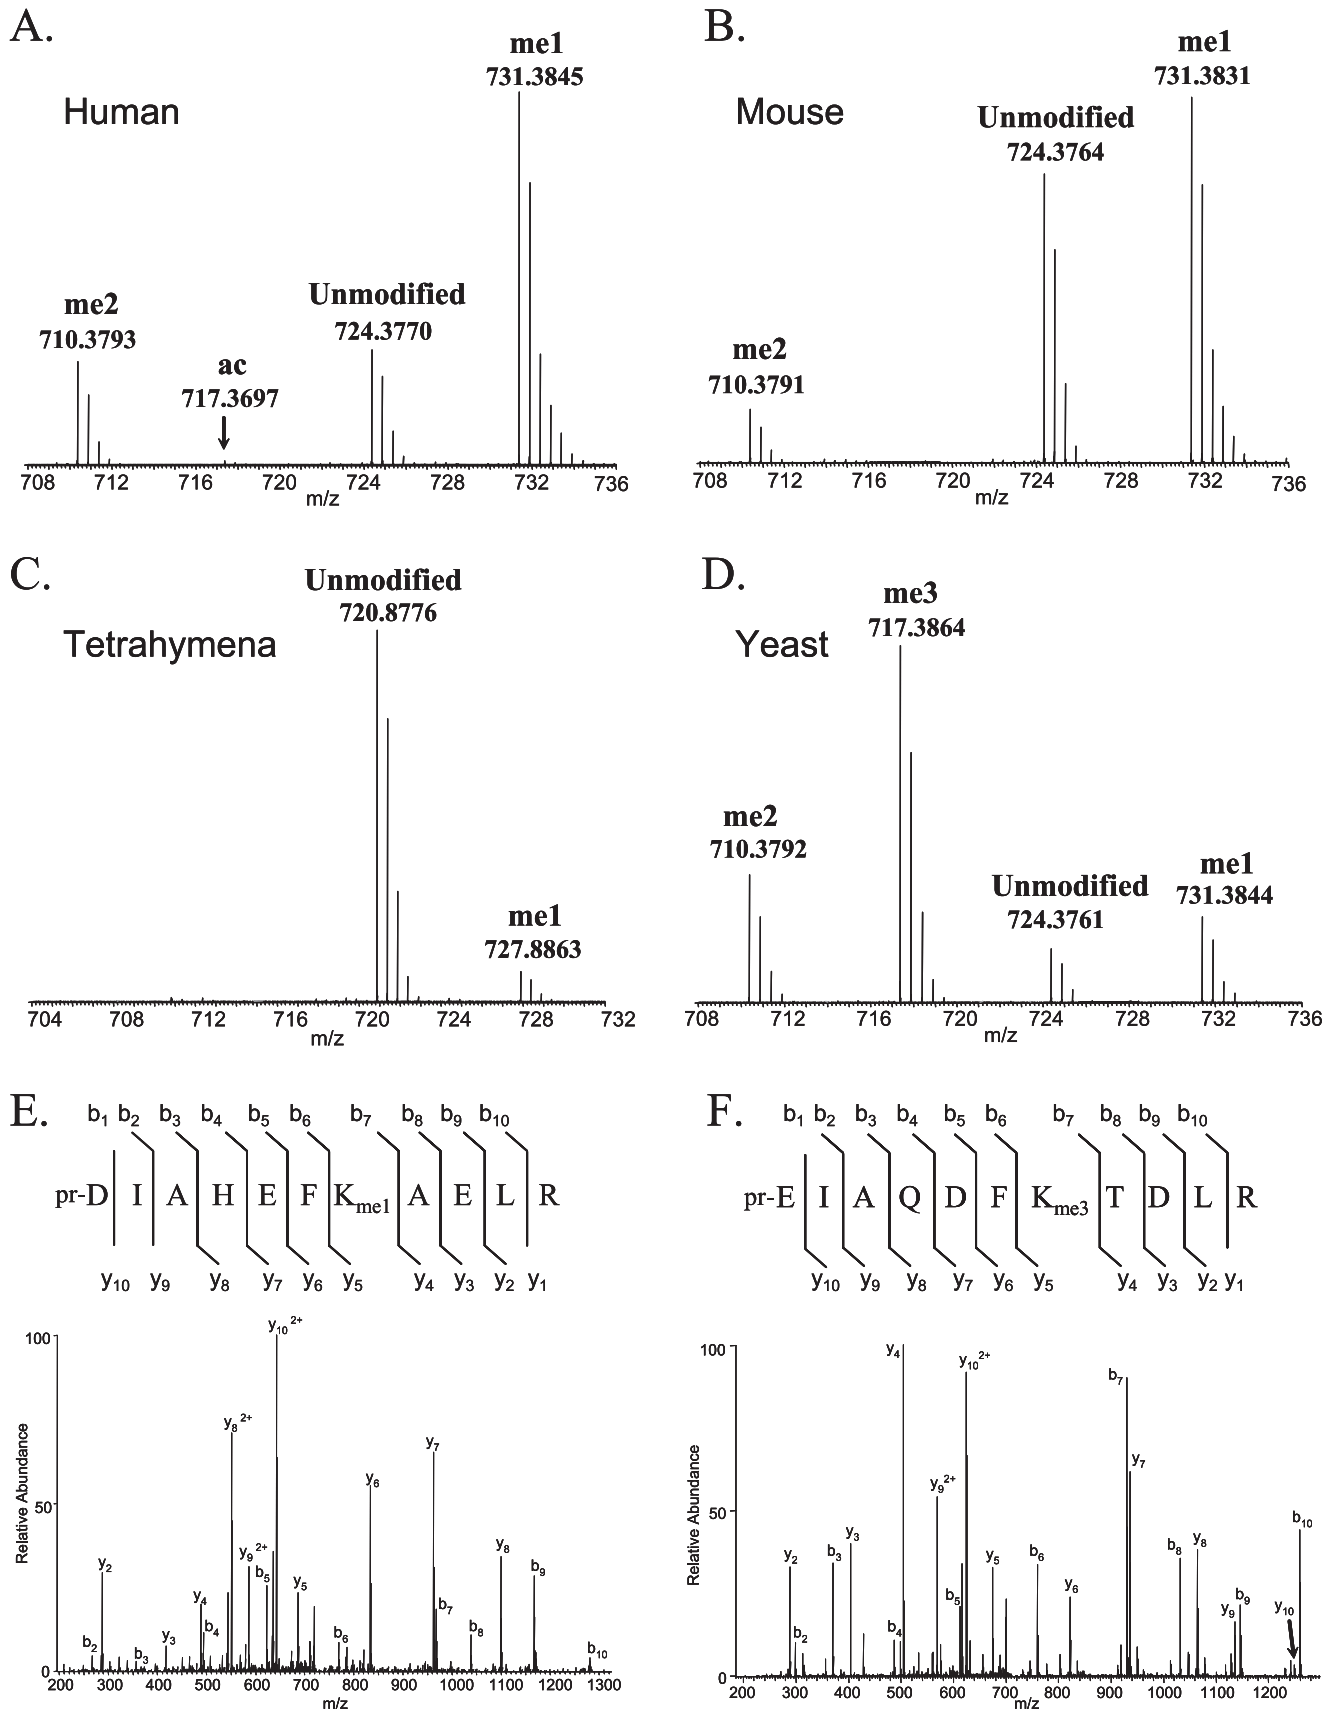 A.
Human
me2
710.3793
ac
717.3697
Unmodified
724.3770
me1
731.3845
708 712 716 720 724 728 732 736
m/z
B.
Mouse
me2
710.3791
Unmodified
724.3764
me1
731.3831
708 712 716 720 724 728 732 736
m/z
C.
Tetrahymena
Unmodified
720.8776
me1
727.8863
704 708 712 716 720 724 728 732
m/z
D.
Yeast
me2
710.3792
me3
717.3864
Unmodified
724.3761
me1
731.3844
708 712 716 720 724 728 732 736
m/z
E.
b1 b2 b3 b4 b5 b6 b7 b8 b9 b10
pr-D I A H E F Kme1 A E L R
y10 y9 y8 y7 y6 y5 y4 y3 y2 y1
Relative Abundance
100
50
0
b2
y2
b3
y3
y4
b4
y8 2+
y9 2+
b5
y10 2+
y5
b6
y6
y7
b7
b8
y8
b9
b10
200 300 400 500 600 700 800 900 1000 1100 1200 1300
m/z
F.
b1 b2 b3 b4 b5 b6 b7 b8 b9 b10
pr-E I A Q D F Kme3 T D L R
y10 y9 y8 y7 y6 y5 y4 y3 y2 y1
Relative Abundance
100
50
0
y2
b2
b3
y3
b4
y4
y9 2+
b5
y10 2+
y5
b6
y6
b7
y7
b8
y8
y9
b9
y10
b10
200 300 400 500 600 700 800 900 1000 1100 1200
m/z